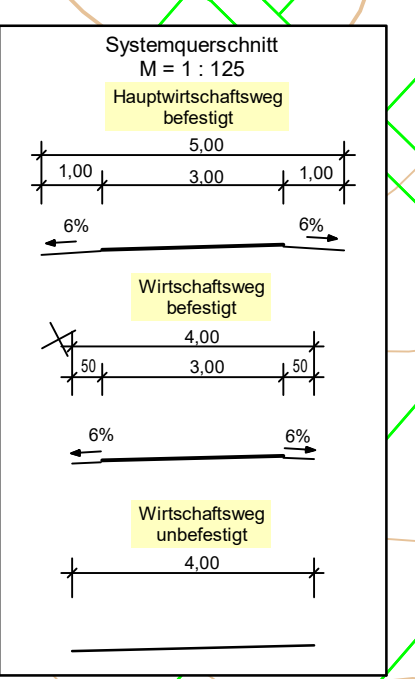 Systemquerschnitt
M = 1 : 125
Hauptwirtschaftsweg
befestigt
5,00
1,00 3,00 1,00
6% 6%
Wirtschaftsweg
befestigt
4,00
50 3,00 50
6% 6%
Wirtschaftsweg
unbefestigt
4,00